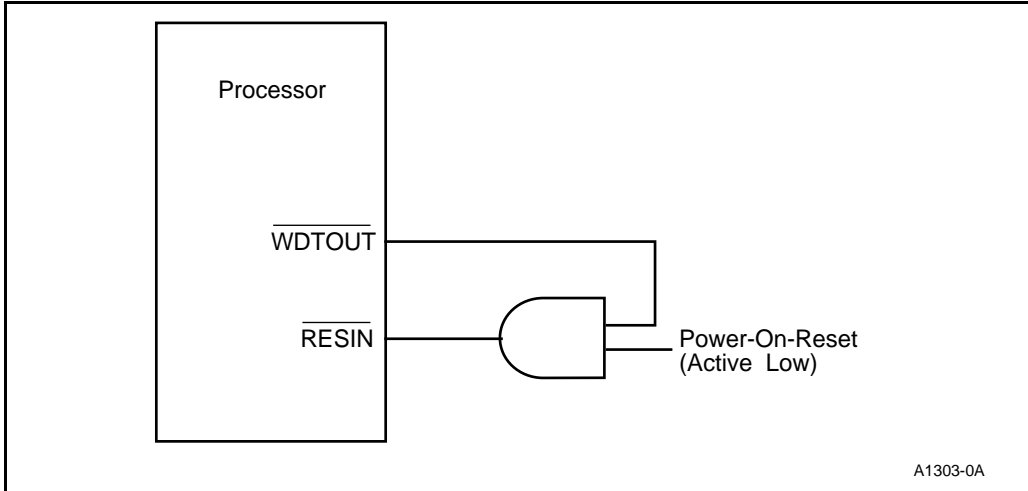 Processor
WDTOUT
RESIN
Power-On-Reset
(Active Low)
A1303-0A